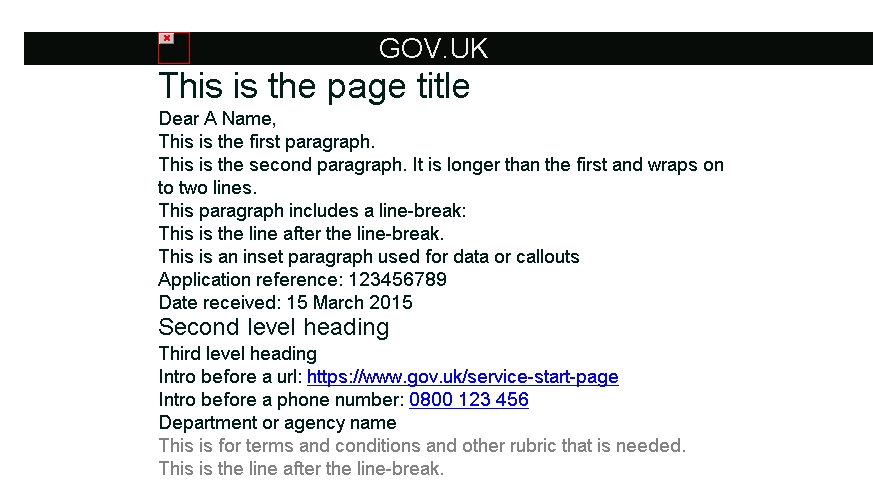 GOV.UK
This is the page title
Dear A Name,
This is the first paragraph.
This is the second paragraph. It is longer than the first and wraps on
to two lines.
This paragraph includes a line-break:
This is the line after the line-break.
This is an inset paragraph used for data or callouts
Application reference: 123456789
Date received: 15 March 2015
Second level heading
Third level heading
Intro before a url: https://www.gov.uk/service-start-page
Intro before a phone number: 0800 123 456
Department or agency name
This is for terms and conditions and other rubric that is needed.
This is the line after the line-break.